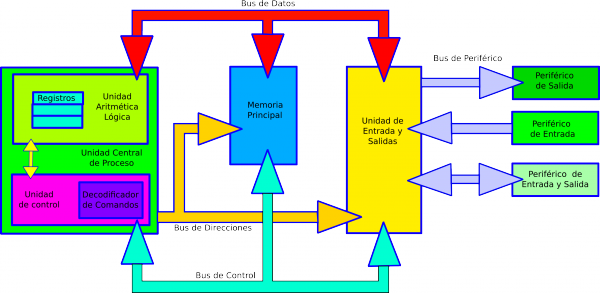 Bus de Datos
Bus de Periférico
Registros
Unidad
Aritmética
Lógica
Unidad Central
de Proceso
Unidad
de control
Decodificador
de Comandos
Memoria
Principal
Unidad de
Entrada y
Salidas
Periférico
de Salida
Periférico
de Entrada
Periférico de
Entrada y Salida
Bus de Direcciones
Bus de Control